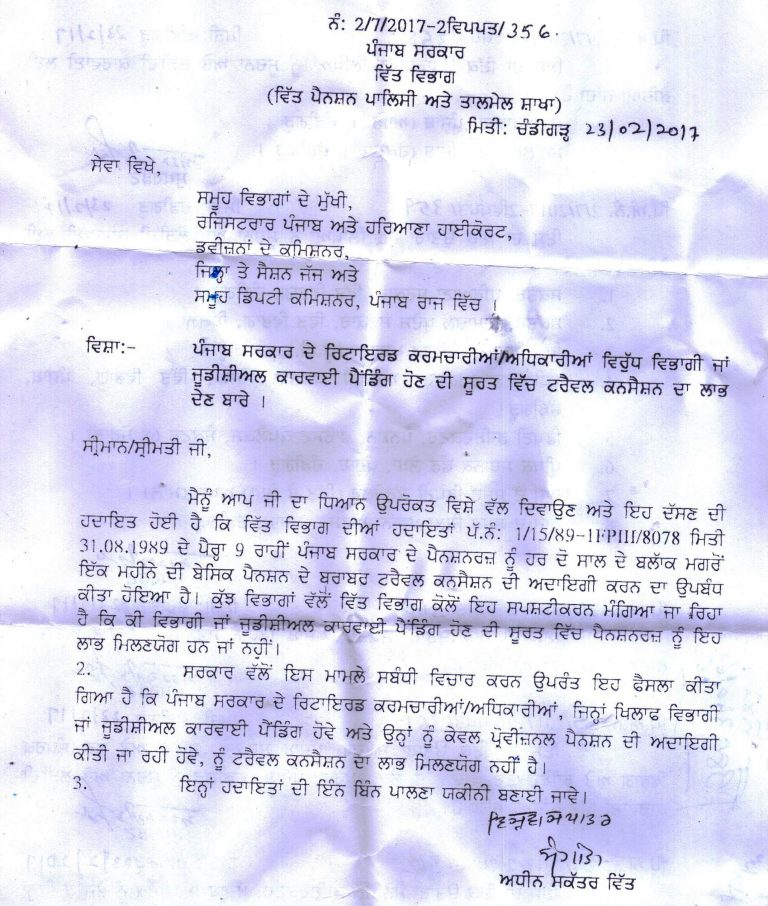 ਨੰ: 2/7/2017-2ਵਿਪਪਤ/356.
ਪੰਜਾਬ ਸਰਕਾਰ
ਵਿੱਤ ਵਿਭਾਗ
(ਵਿੱਤ ਪੈਨਸ਼ਨ ਪਾਲਿਸੀ ਅਤੇ ਤਾਲਮੇਲ ਸ਼ਾਖਾ)
ਮਿਤੀ: ਚੰਡੀਗੜ੍ਹ 23/02/2017
ਸੇਵਾ ਵਿਖੇ,
ਸਮੂਹ ਵਿਭਾਗਾਂ ਦੇ ਮੁੱਖੀ,
ਰਜਿਸਟਰਾਰ ਪੰਜਾਬ ਅਤੇ ਹਰਿਆਣਾ ਹਾਈਕੋਰਟ,
ਡਵੀਜ਼ਨਾਂ ਦੇ ਕਮਿਸ਼ਨਰ,
ਜਿਲ੍ਹਾ ਤੇ ਸੈਸ਼ਨ ਜੱਜ ਅਤੇ
ਸਮੂਹ ਡਿਪਟੀ ਕਮਿਸ਼ਨਰ, ਪੰਜਾਬ ਰਾਜ ਵਿੱਚ ।
ਵਿਸ਼ਾ:- ਪੰਜਾਬ ਸਰਕਾਰ ਦੇ ਰਿਟਾਇਰਡ ਕਰਮਚਾਰੀਆਂ/ਅਧਿਕਾਰੀਆਂ ਵਿਰੁੱਧ ਵਿਭਾਗੀ ਜਾਂ
ਜੂਡੀਸ਼ੀਅਲ ਕਾਰਵਾਈ ਪੈਂਡਿੰਗ ਹੋਣ ਦੀ ਸੂਰਤ ਵਿੱਚ ਟਰੈਵਲ ਕਨਸੈਸ਼ਨ ਦਾ ਲਾਭ
ਦੇਣ ਬਾਰੇ ।
ਸ੍ਰੀਮਾਨ/ਸ੍ਰੀਮਤੀ ਜੀ,
ਮੈਨੂੰ ਆਪ ਜੀ ਦਾ ਧਿਆਨ ਉਪਰੋਕਤ ਵਿਸ਼ੇ ਵੱਲ ਦਿਵਾਉਣ ਅਤੇ ਇਹ ਦੱਸਣ ਦੀ
ਹਦਾਇਤ ਹੋਈ ਹੈ ਕਿ ਵਿੱਤ ਵਿਭਾਗ ਦੀਆਂ ਹਦਾਇਤਾਂ ਪੱ.ਨੰ: 1/15/89-1FPIII/8078 ਮਿਤੀ
31.08.1989 ਦੇ ਪੈਰ੍ਹਾ 9 ਰਾਹੀਂ ਪੰਜਾਬ ਸਰਕਾਰ ਦੇ ਪੈਨਸ਼ਨਰਜ਼ ਨੂੰ ਹਰ ਦੋ ਸਾਲ ਦੇ ਬਲਾੱਕ ਮਗਰੋਂ
ਇੱਕ ਮਹੀਨੇ ਦੀ ਬੇਸਿਕ ਪੈਨਸ਼ਨ ਦੇ ਬਰਾਬਰ ਟਰੈਵਲ ਕਨਸੈਸ਼ਨ ਦੀ ਅਦਾਇਗੀ ਕਰਨ ਦਾ ਉਪਬੰਧ
ਕੀਤਾ ਹੋਇਆ ਹੈ। ਕੁੱਝ ਵਿਭਾਗਾਂ ਵੱਲੋਂ ਵਿੱਤ ਵਿਭਾਗ ਕੋਲੋਂ ਇਹ ਸਪਸ਼ਟੀਕਰਨ ਮੰਗਿਆ ਜਾ ਰਿਹਾ
ਹੈ ਕਿ ਕੀ ਵਿਭਾਗੀ ਜਾਂ ਜੂਡੀਸ਼ੀਅਲ ਕਾਰਵਾਈ ਪੈਂਡਿੰਗ ਹੋਣ ਦੀ ਸੂਰਤ ਵਿੱਚ ਪੈਨਸ਼ਨਰਜ਼ ਨੂੰ ਇਹ
ਲਾਭ ਮਿਲਣਯੋਗ ਹਨ ਜਾਂ ਨਹੀਂ।
2. ਸਰਕਾਰ ਵੱਲੋਂ ਇਸ ਮਾਮਲੇ ਸਬੰਧੀ ਵਿਚਾਰ ਕਰਨ ਉਪਰੰਤ ਇਹ ਫੈਸਲਾ ਕੀਤਾ
ਗਿਆ ਹੈ ਕਿ ਪੰਜਾਬ ਸਰਕਾਰ ਦੇ ਰਿਟਾਇਰਡ ਕਰਮਚਾਰੀਆਂ/ਅਧਿਕਾਰੀਆਂ, ਜਿਨ੍ਹਾਂ ਖਿਲਾਫ ਵਿਭਾਗੀ
ਜਾਂ ਜੂਡੀਸ਼ੀਅਲ ਕਾਰਵਾਈ ਪੈਂਡਿੰਗ ਹੋਵੇ ਅਤੇ ਉਨ੍ਹਾਂ ਨੂੰ ਕੇਵਲ ਪ੍ਰੋਵੀਜ਼ਨਲ ਪੈਨਸ਼ਨ ਦੀ ਅਦਾਇਗੀ
ਕੀਤੀ ਜਾ ਰਹੀ ਹੋਵੇ, ਨੂੰ ਟਰੈਵਲ ਕਨਸੈਸ਼ਨ ਦਾ ਲਾਭ ਮਿਲਣਯੋਗ ਨਹੀਂ ਹੈ।
3. ਇਨ੍ਹਾਂ ਹਦਾਇਤਾਂ ਦੀ ਇੰਨ ਬਿੰਨ ਪਾਲਣਾ ਯਕੀਨੀ ਬਣਾਈ ਜਾਵੇ।
ਵਿਸ਼ਵਾਸਪਾਤਰ
ਅਧੀਨ ਸਕੱਤਰ ਵਿੱਤ